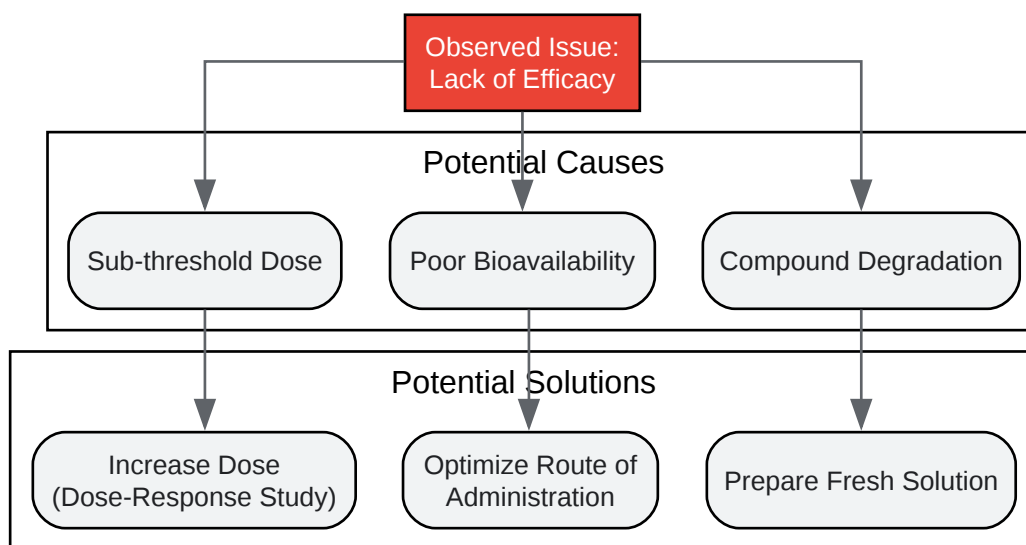 Observed Issue:
Lack of Efficacy
Potential Causes
Sub-threshold Dose
Poor Bioavailability
Compound Degradation
Potential Solutions
Increase Dose
(Dose-Response Study)
Optimize Route of
Administration
Prepare Fresh Solution